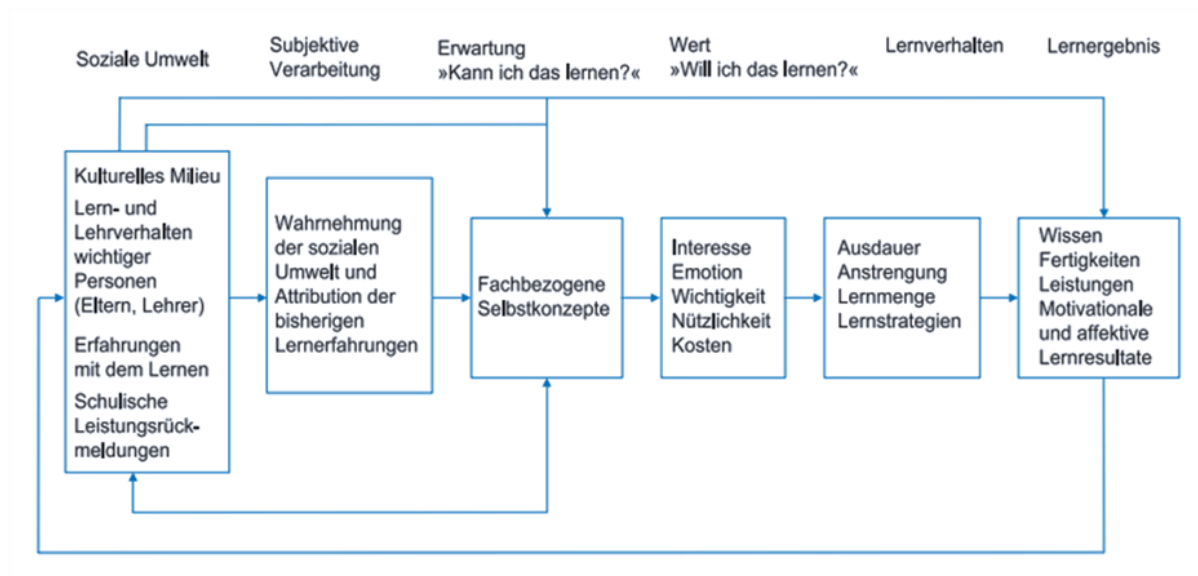 Soziale Umwelt
Subjektive
Verarbeitung
Erwartung
»Kann ich das lernen?«
Wert
»Will ich das lernen?«
Lernverhalten
Lernergebnis
Kulturelles Milieu
Lern- und
Lehrverhalten
wichtiger
Personen
(Eltern, Lehrer)
Erfahrungen
mit dem Lernen
Schulische
Leistungsrück-
meldungen
Wahrnehmung
der sozialen
Umwelt und
Attribution der
bisherigen
Lernerfahrungen
Fachbezogene
Selbstkonzepte
Interesse
Emotion
Wichtigkeit
Nützlichkeit
Kosten
Ausdauer
Anstrengung
Lernmenge
Lernstrategien
Wissen
Fertigkeiten
Leistungen
Motivationale
und affektive
Lernresultate